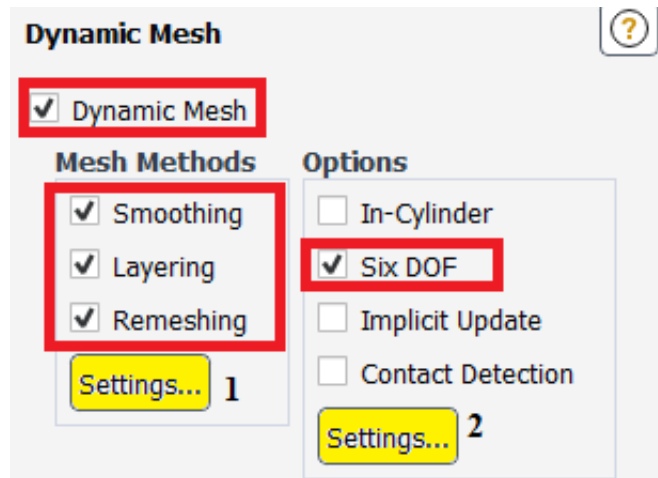 Dynamic Mesh
?
Dynamic Mesh
Mesh Methods
Smoothing
Layering
Remeshing
Settings... 1
Options
In-Cylinder
Six DOF
Implicit Update
Contact Detection
Settings... 2